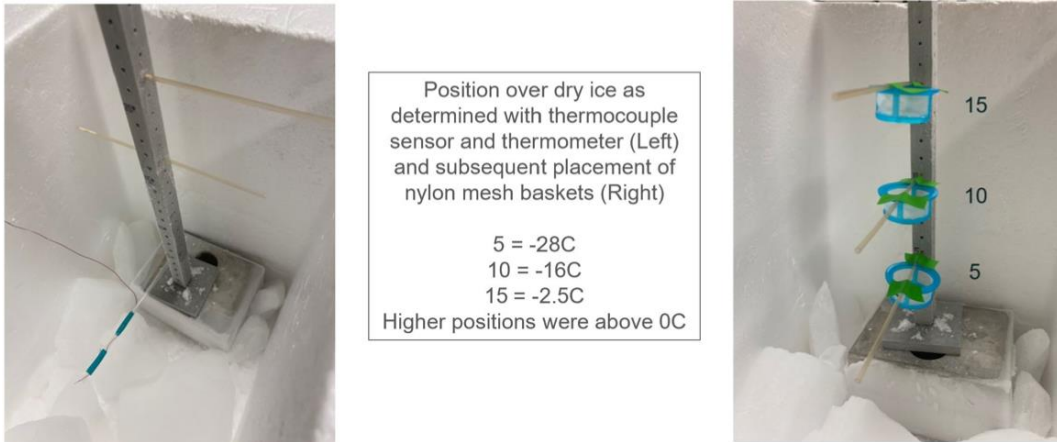 Position over dry ice as
determined with thermocouple
sensor and thermometer (Left)
and subsequent placement of
nylon mesh baskets (Right)
5 = -28C
10 = -16C
15 = -2.5C
Higher positions were above 0C
15
10
5